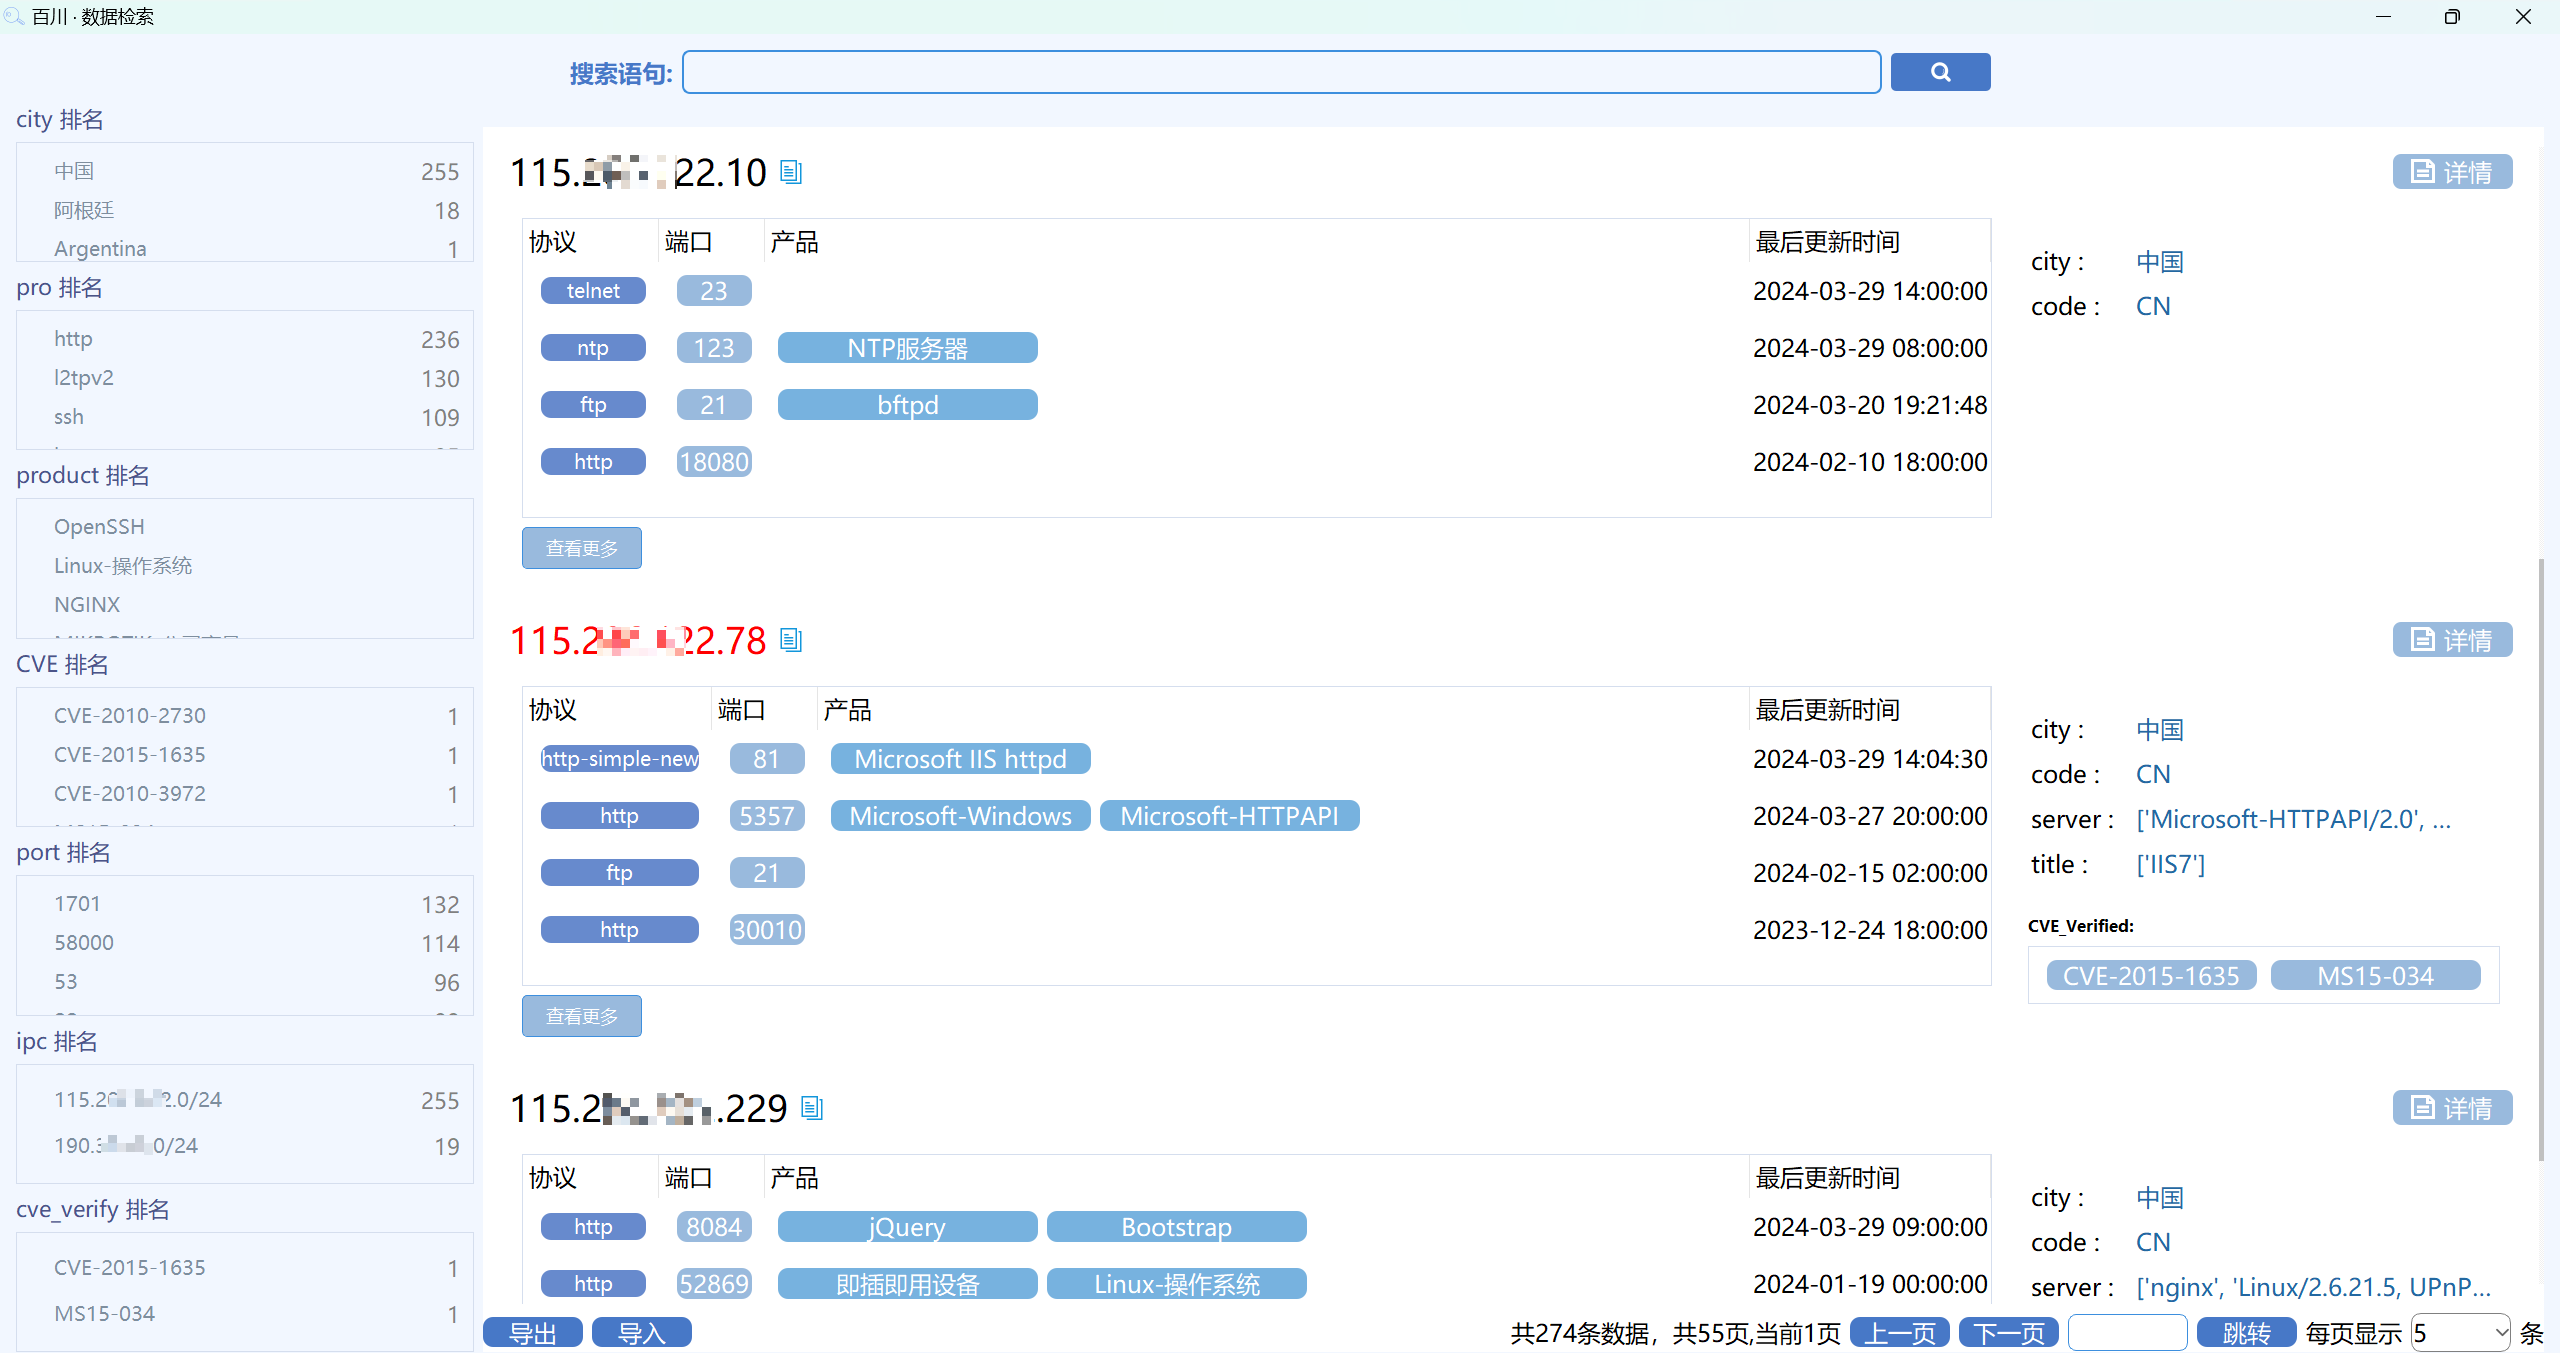 百川 · 数据检索
搜索语句:
city 排名
中国 255
阿根廷 18
Argentina 1
pro 排名
http 236
l2tpv2 130
ssh 109
product 排名
OpenSSH
Linux-操作系统
NGINX
CVE 排名
CVE-2010-2730 1
CVE-2015-1635 1
CVE-2010-3972 1
port 排名
1701 132
58000 114
53 96
ipc 排名
115.2 2.0/24 255
190. 0/24 19
cve_verify 排名
CVE-2015-1635 1
MS15-034 1
115. 22.10
详情
协议 端口 产品 最后更新时间
telnet 23 2024-03-29 14:00:00
ntp 123 NTP服务器 2024-03-29 08:00:00
ftp 21 bftpd 2024-03-20 19:21:48
http 18080 2024-02-10 18:00:00
city : 中国
code : CN
查看更多
115.2 22.78
详情
协议 端口 产品 最后更新时间
http-simple-new 81 Microsoft IIS httpd 2024-03-29 14:04:30
http 5357 Microsoft-Windows Microsoft-HTTPAPI 2024-03-27 20:00:00
ftp 21 2024-02-15 02:00:00
http 30010 2023-12-24 18:00:00
city : 中国
code : CN
server : ['Microsoft-HTTPAPI/2.0', ...
title : ['IIS7']
CVE_Verified:
CVE-2015-1635 MS15-034
查看更多
115.2 .229
详情
协议 端口 产品 最后更新时间
http 8084 jQuery Bootstrap 2024-03-29 09:00:00
http 52869 即插即用设备 Linux-操作系统 2024-01-19 00:00:00
city : 中国
code : CN
server : ['nginx', 'Linux/2.6.21.5, UPnP...
导出 导入 共274条数据，共55页,当前1页 上一页 下一页 跳转 每页显示 5 条